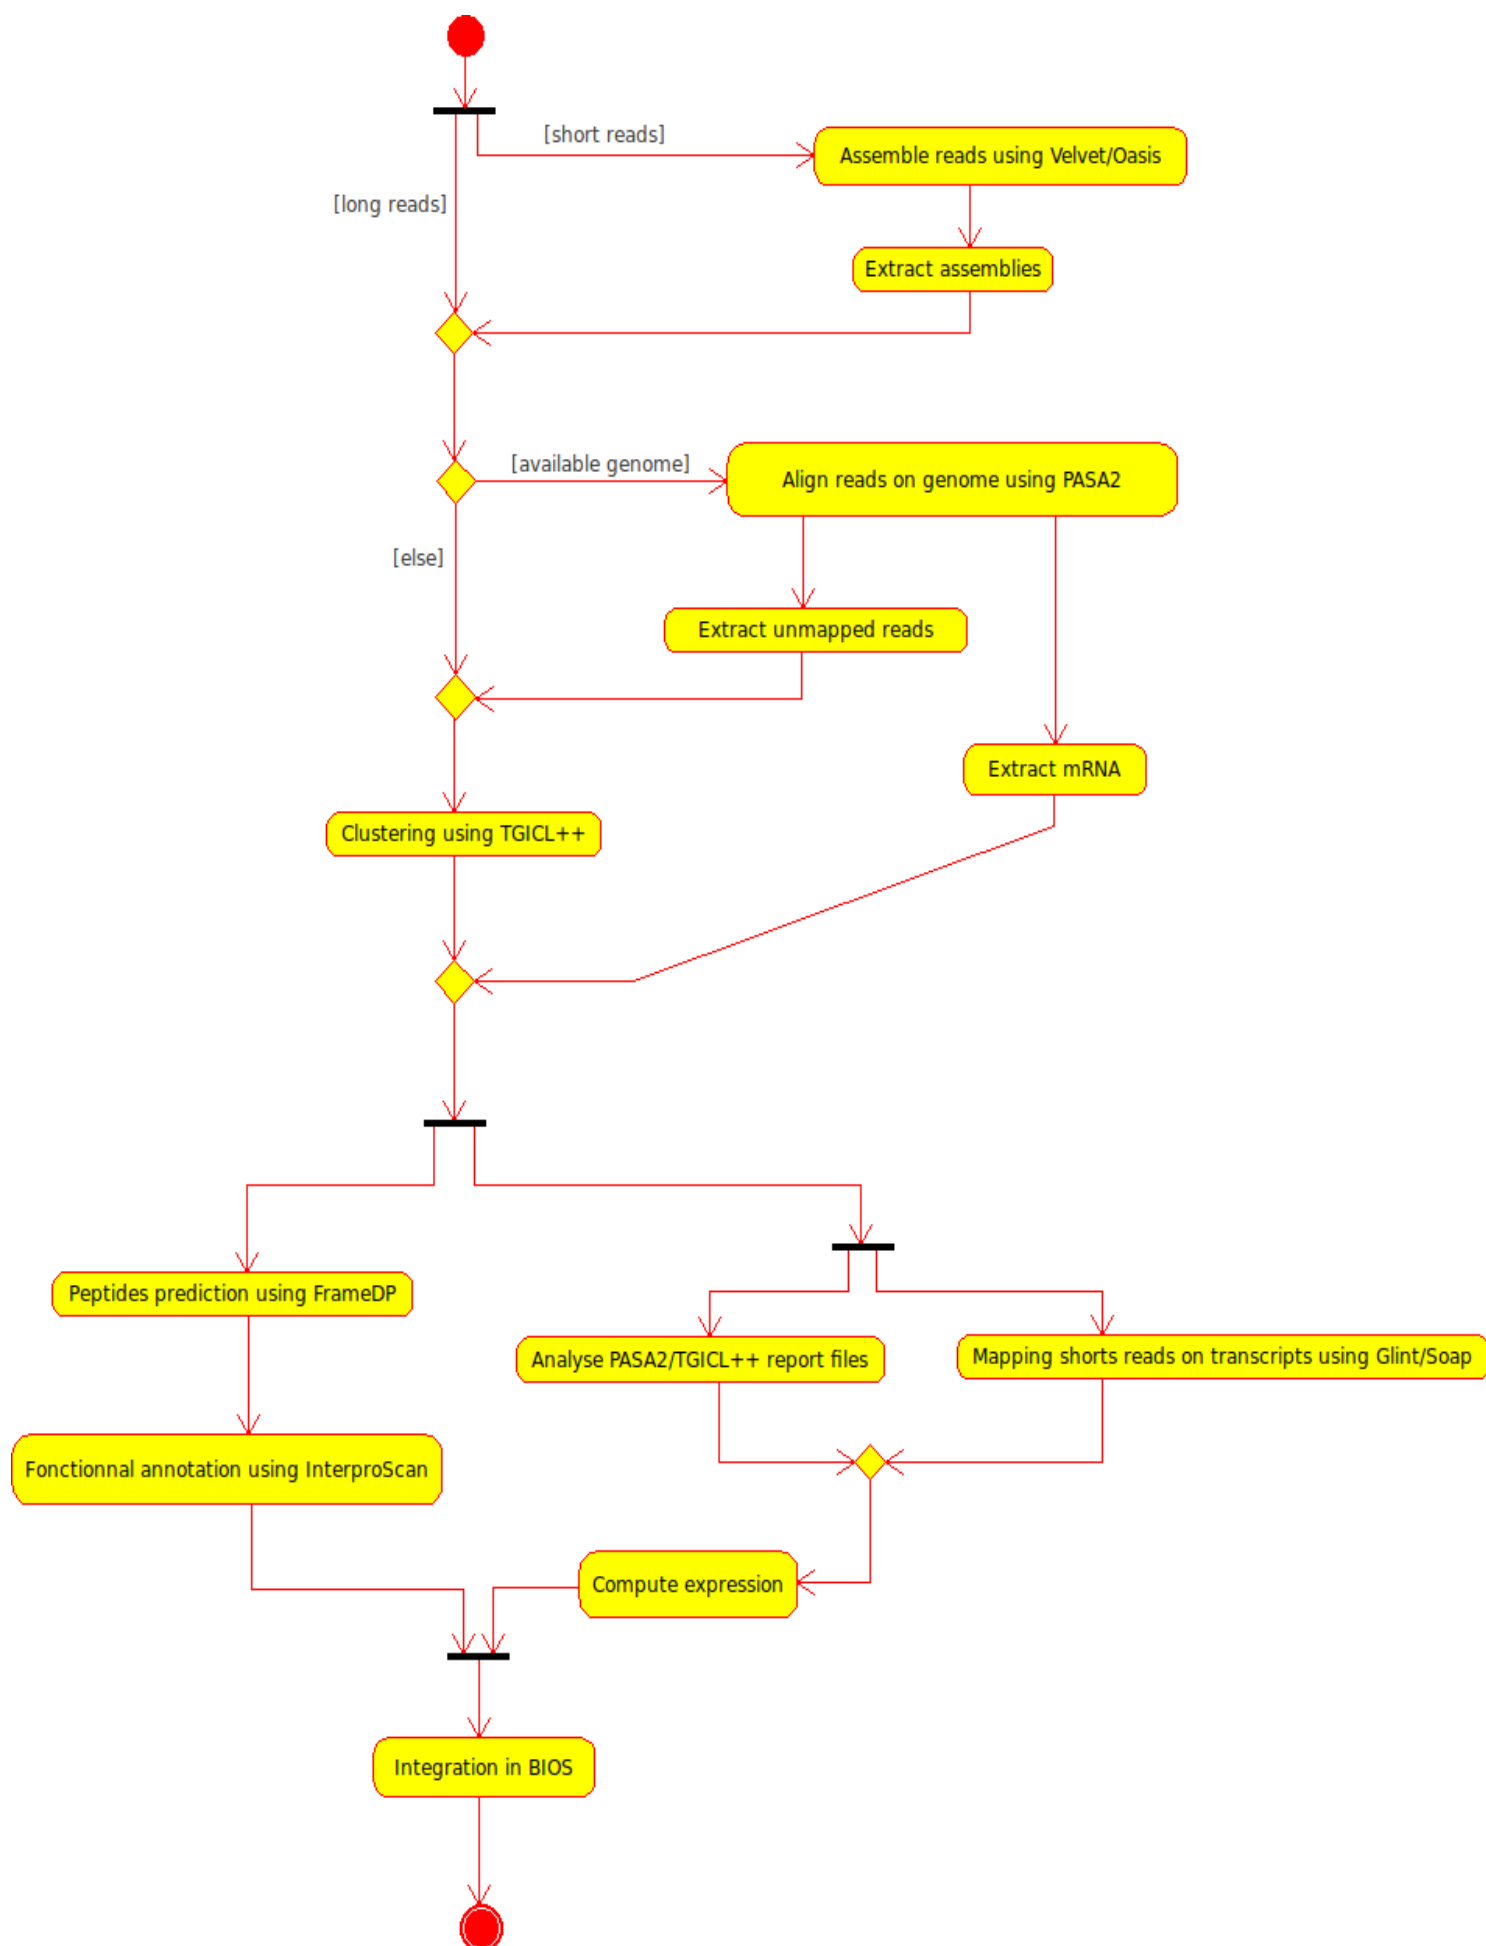 [short reads]
Assemble reads using Velvet/Oasis
[long reads]
Extract assemblies
[available genome]
Align reads on genome using PASA2
[else]
Extract unmapped reads
Extract mRNA
Clustering using TGICL++
Peptides prediction using FrameDP
Analyse PASA2/TGICL++ report files
Mapping shorts reads on transcripts using Glint/Soap
Fonctionnal annotation using InterproScan
Compute expression
Integration in BIOS